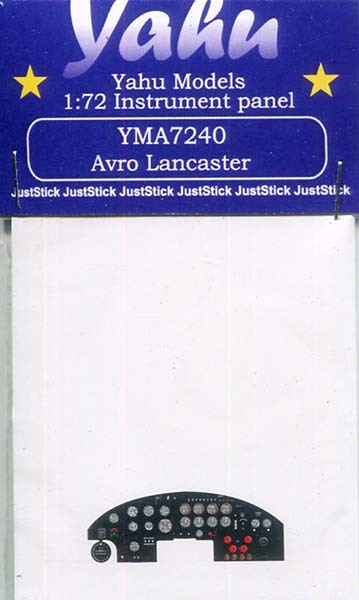 Yahu
Yahu Models
1:72 Instrument panel
YMA7240
Avro Lancaster
JustStick JustStick JustStick JustStick JustStick JustStick